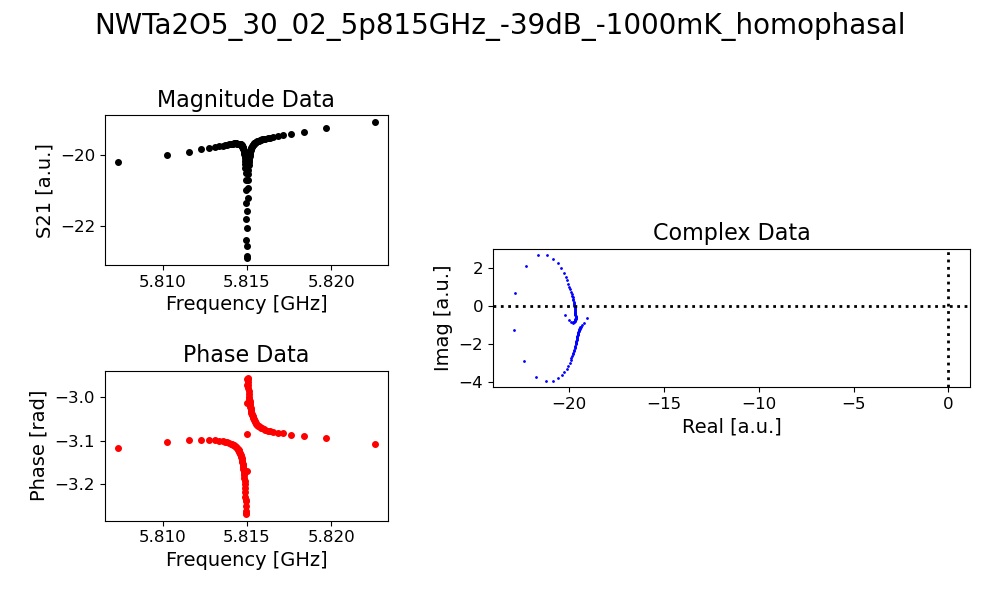 NWTa2O5_30_02_5p815GHz_-39dB_-1000mK_homophasal
Magnitude Data
S21 [a.u.]
−20
−22
5.810 5.815 5.820
Frequency [GHz]
Phase Data
Phase [rad]
−3.0
−3.1
−3.2
5.810 5.815 5.820
Frequency [GHz]
Complex Data
Imag [a.u.]
2
0
−2
−4
−20 −15 −10 −5 0
Real [a.u.]